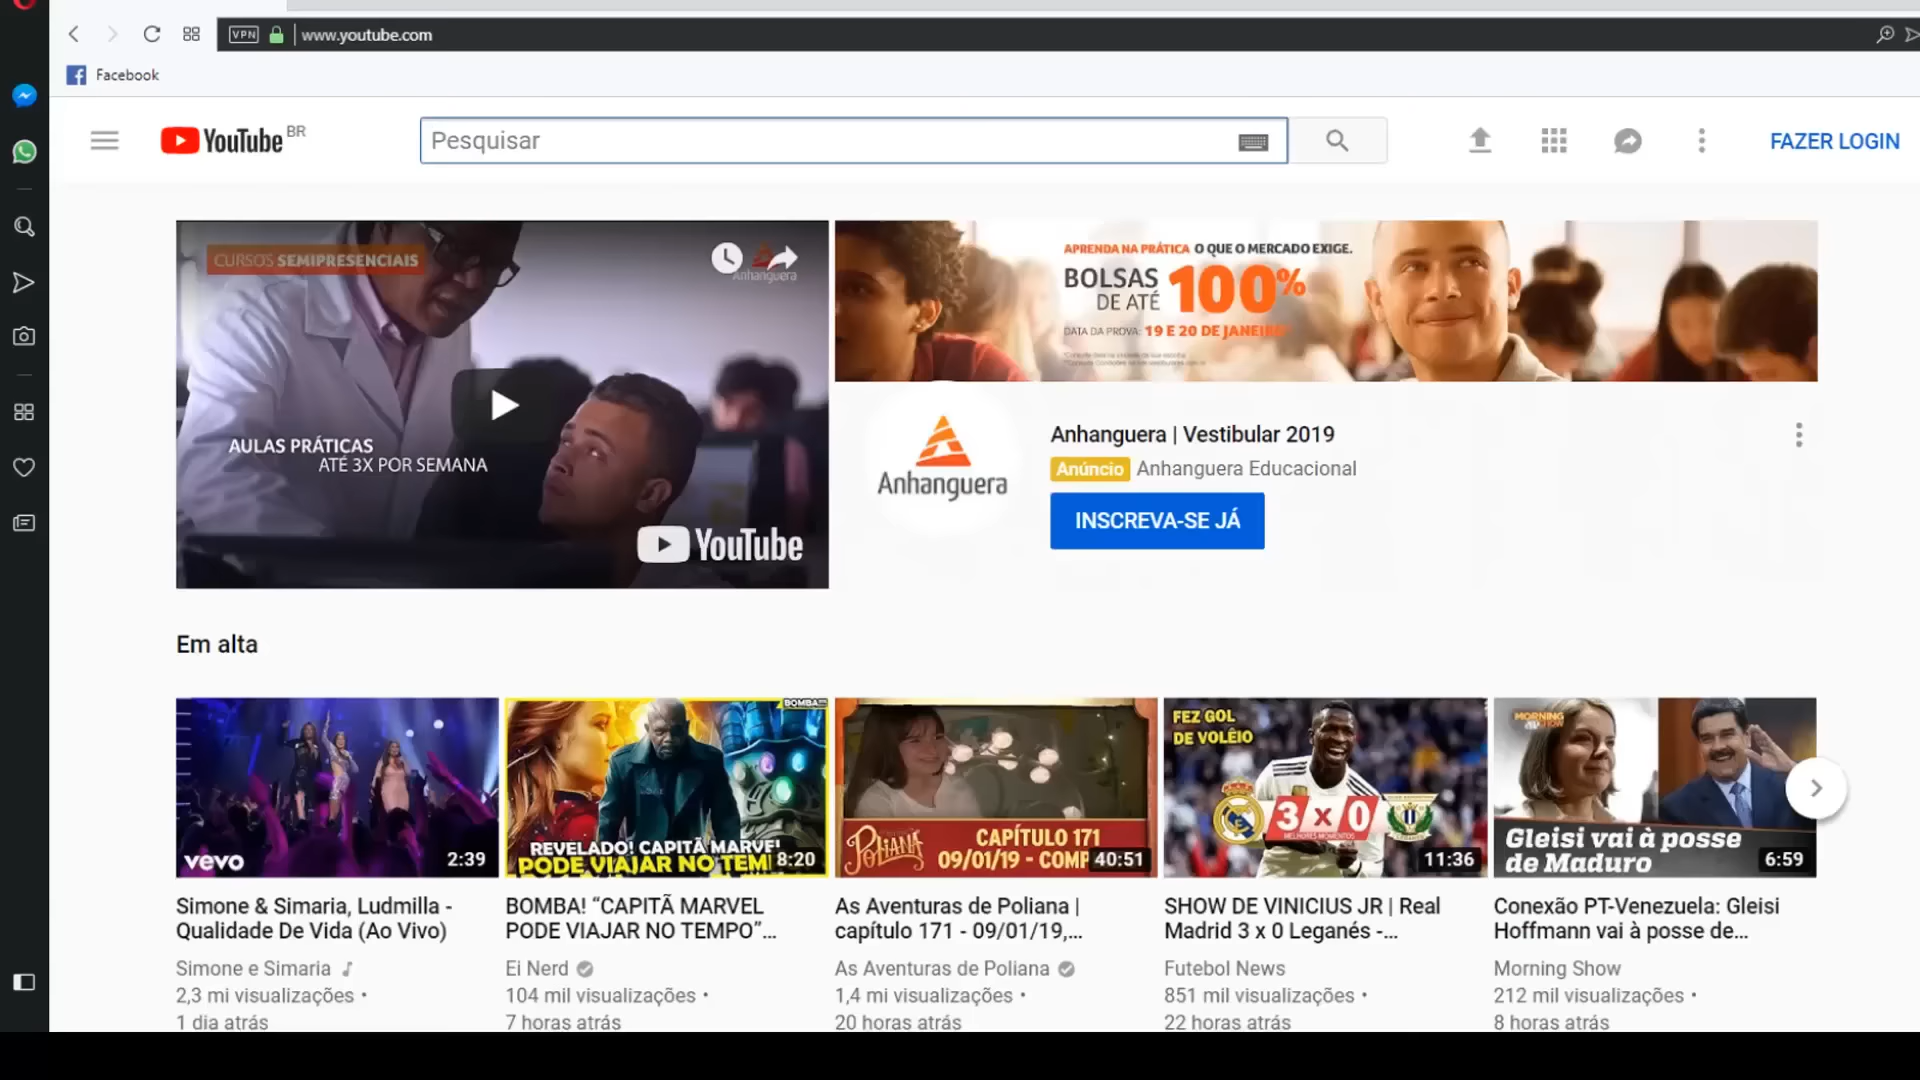 VPN www.youtube.com
Facebook
YouTube BR
Pesquisar
FAZER LOGIN
CURSOS SEMIPRESENCIAIS
Anhanguera
AULAS PRÁTICAS
ATÉ 3X POR SEMANA
YouTube
APRENDA NA PRÁTICA O QUE O MERCADO EXIGE.
BOLSAS
DE ATÉ 100%
DATA DA PROVA: 19 E 20 DE JANEIRO
Anhanguera
Anhanguera | Vestibular 2019
Anúncio Anhanguera Educacional
INSCREVA-SE JÁ
Em alta
vevo
2:39
BOMBA
REVELADO! CAPITÃ MARVEL
PODE VIAJAR NO TEM
8:20
POLIANA
CAPÍTULO 171
09/01/19 - COMP
40:51
FEZ GOL
DE VOLÉIO
3 x 0
MELHORES MOMENTOS
11:36
MORNING
SHOW
Gleisi vai à posse
de Maduro
6:59
Simone & Simaria, Ludmilla -
Qualidade De Vida (Ao Vivo)
Simone e Simaria
2,3 mi visualizações •
1 dia atrás
BOMBA! “CAPITÃ MARVEL
PODE VIAJAR NO TEMPO”...
Ei Nerd
104 mil visualizações •
7 horas atrás
As Aventuras de Poliana |
capítulo 171 - 09/01/19,...
As Aventuras de Poliana
1,4 mi visualizações •
20 horas atrás
SHOW DE VINICIUS JR | Real
Madrid 3 x 0 Leganés -...
Futebol News
851 mil visualizações •
22 horas atrás
Conexão PT-Venezuela: Gleisi
Hoffmann vai à posse de...
Morning Show
212 mil visualizações •
8 horas atrás